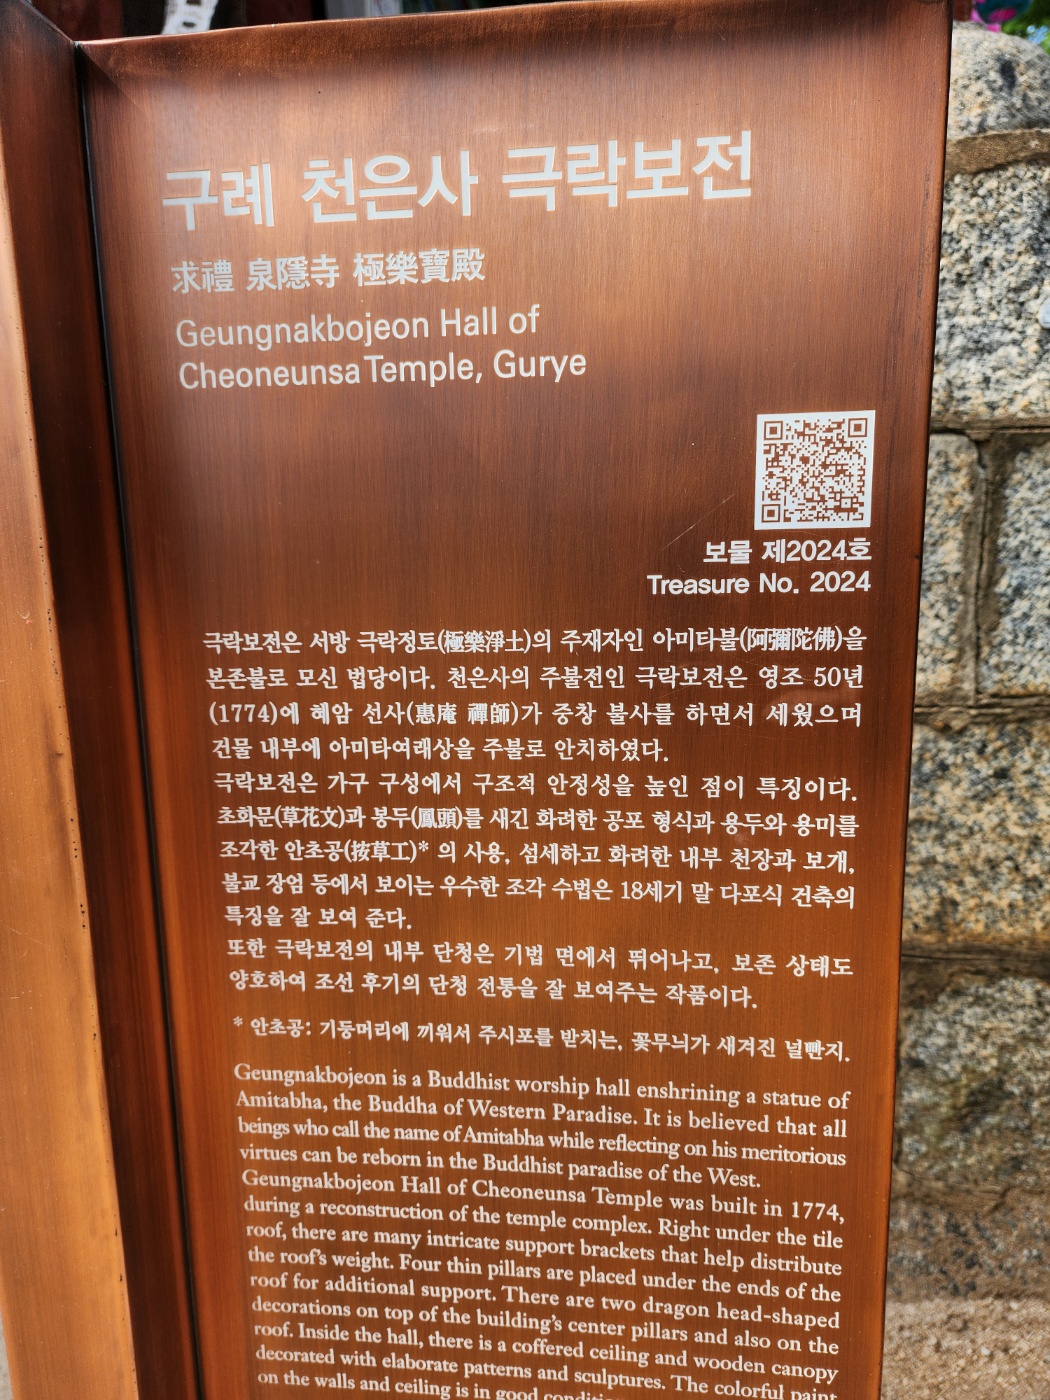 구례 천은사 극락보전
求禮 泉隱寺 極樂寶殿
Geungnakbojeon Hall of
Cheoneunsa Temple, Gurye
보물 제2024호
Treasure No. 2024
극락보전은 서방 극락정토(極樂淨土)의 주재자인 아미타불(阿彌陀佛)을
본존불로 모신 법당이다. 천은사의 주불전인 극락보전은 영조 50년
(1774)에 혜암 선사(惠庵 禪師)가 중창 불사를 하면서 세웠으며
건물 내부에 아미타여래상을 주불로 안치하였다.
극락보전은 가구 구성에서 구조적 안정성을 높인 점이 특징이다.
초화문(草花文)과 봉두(鳳頭)를 새긴 화려한 공포 형식과 용두와 용미를
조각한 안초공(按草工)* 의 사용, 섬세하고 화려한 내부 천장과 보개,
불교 장엄 등에서 보이는 우수한 조각 수법은 18세기 말 다포식 건축의
특징을 잘 보여 준다.
또한 극락보전의 내부 단청은 기법 면에서 뛰어나고, 보존 상태도
양호하여 조선 후기의 단청 전통을 잘 보여주는 작품이다.
* 안초공: 기둥머리에 끼워서 주시포를 받치는, 꽃무늬가 새겨진 널빤지.
Geungnakbojeon is a Buddhist worship hall enshrining a statue of
Amitabha, the Buddha of Western Paradise. It is believed that all
beings who call the name of Amitabha while reflecting on his meritorious
virtues can be reborn in the Buddhist paradise of the West.
Geungnakbojeon Hall of Cheoneunsa Temple was built in 1774,
during a reconstruction of the temple complex. Right under the tile
roof, there are many intricate support brackets that help distribute
the roof's weight. Four thin pillars are placed under the ends of the
roof for additional support. There are two dragon head-shaped
decorations on top of the building's center pillars and also on the
roof. Inside the hall, there is a coffered ceiling and wooden canopy
decorated with elaborate patterns and sculptures. The colorful paint
on the walls and ceiling is in good